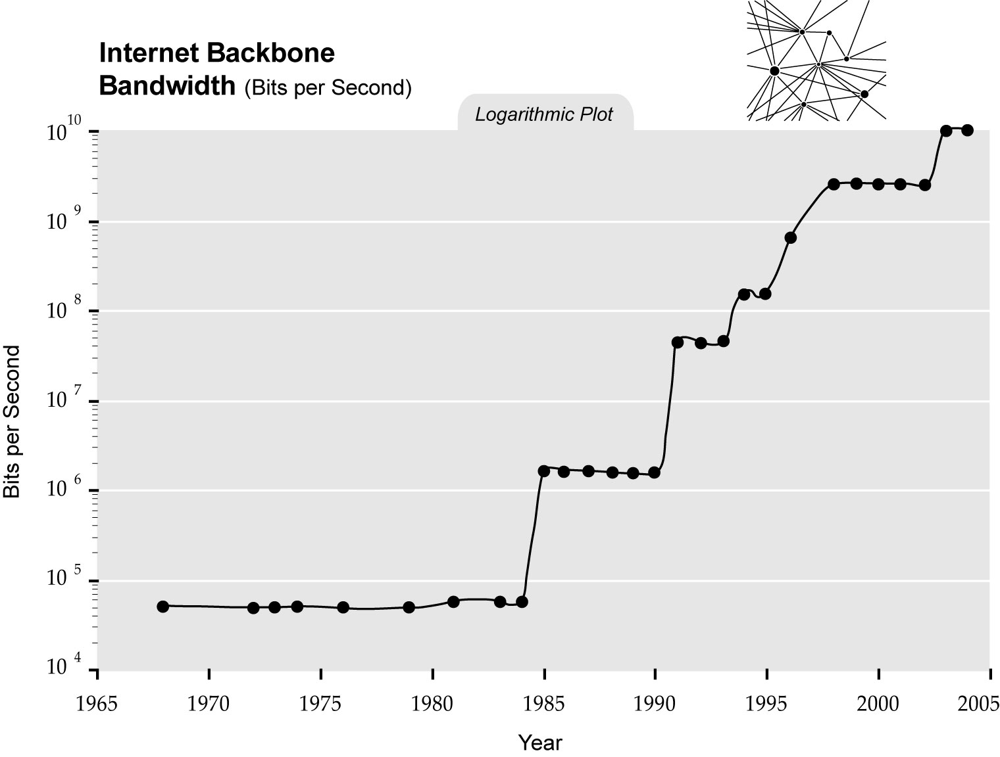 Internet Backbone
Bandwidth (Bits per Second)
Logarithmic Plot
10^10
10^9
10^8
10^7
10^6
10^5
10^4
Bits per Second
1965 1970 1975 1980 1985 1990 1995 2000 2005
Year